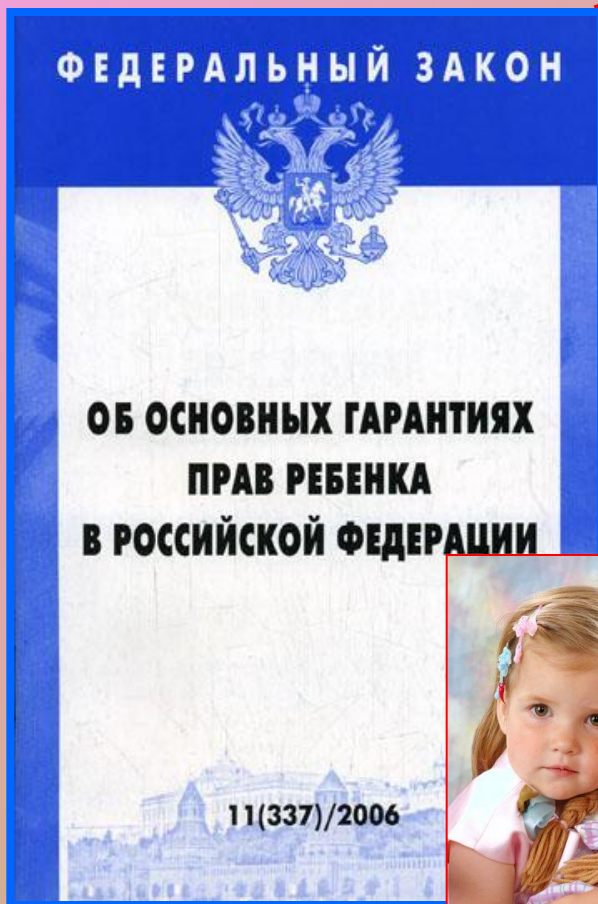 ФЕДЕРАЛЬНЫЙ ЗАКОН
ОБ ОСНОВНЫХ ГАРАНТИЯХ
ПРАВ РЕБЕНКА
В РОССИЙСКОЙ ФЕДЕРАЦИИ
11(337)/2006